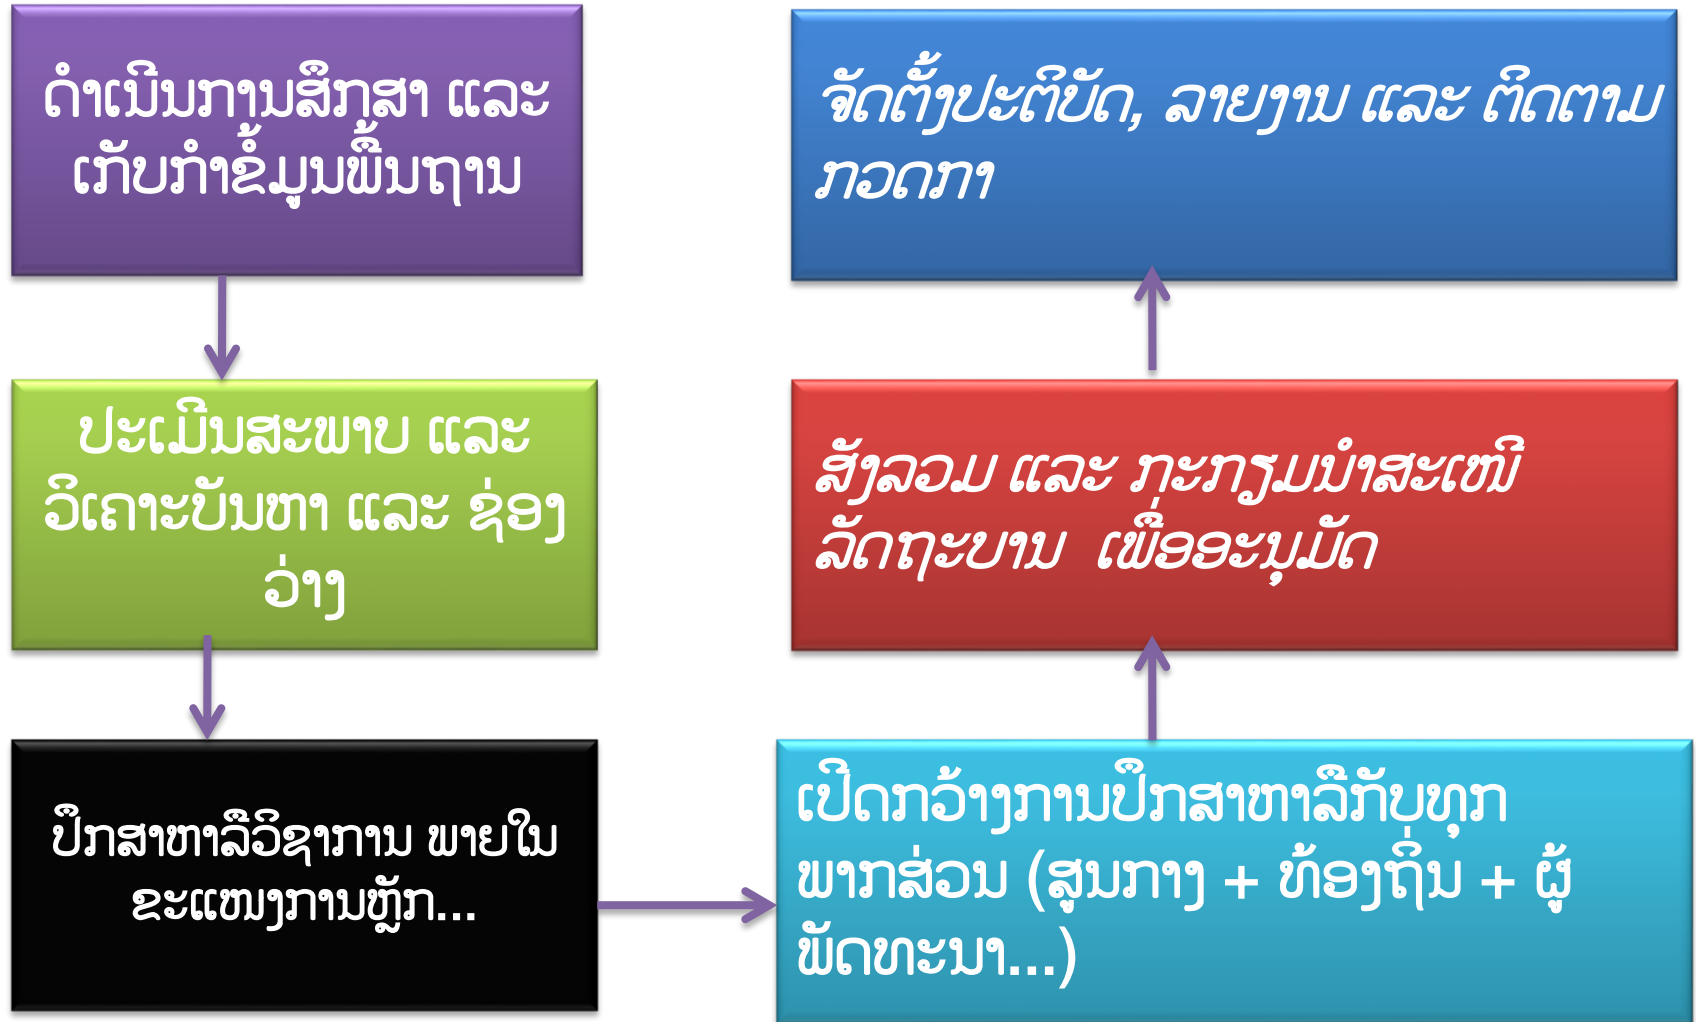 ດຳເນີນການສຶກສາ ແລະ
ເກັບກຳຂໍ້ມູນພື້ນຖານ
ປະເມີນສະພາບ ແລະ
ວິເຄາະບັນຫາ ແລະ ຊ່ອງ
ວ່າງ
ປຶກສາຫາລືວິຊາການ ພາຍໃນ
ຂະແໜງການຫຼັກ...
ເປີດກວ້າງການປຶກສາຫາລືກັບທຸກ
ພາກສ່ວນ (ສູນກາງ + ທ້ອງຖິ່ນ + ຜູ້
ພັດທະນາ...)
ສັງລວມ ແລະ ກະກຽມນຳສະເໜີ
ລັດຖະບານ ເພື່ອອະນຸມັດ
ຈັດຕັ້ງປະຕິບັດ, ລາຍງານ ແລະ ຕິດຕາມ
ກວດກາ